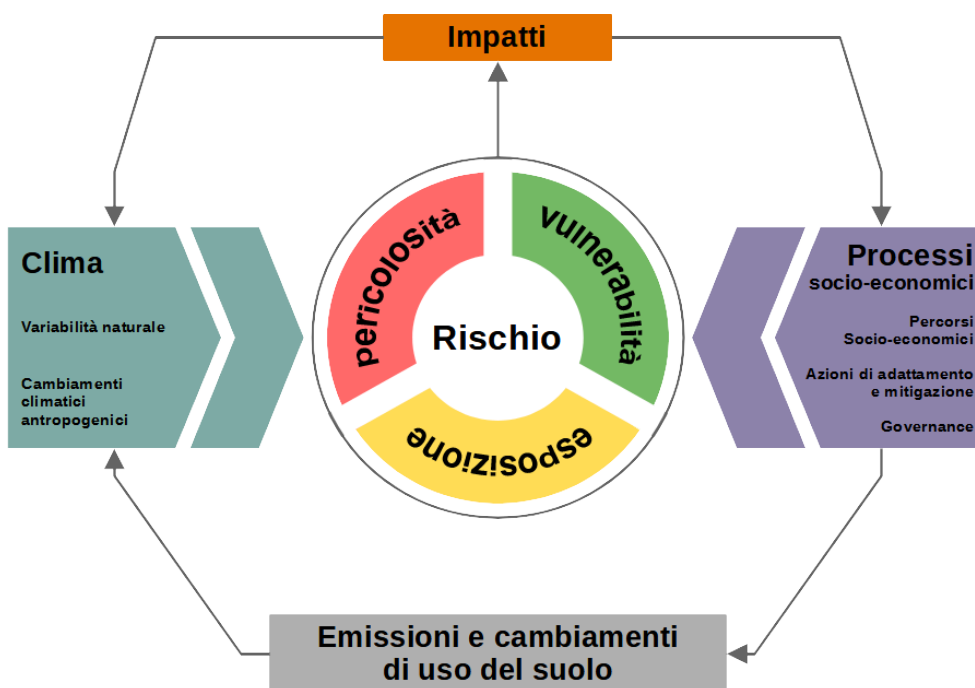 Impatti
Clima
Variabilità naturale
Cambiamenti
climatici
antropogenici
pericolosità
vulnerabilità
Rischio
esposizione
Processi
socio-economici
Percorsi
Socio-economici
Azioni di adattamento
e mitigazione
Governance
Emissioni e cambiamenti
di uso del suolo